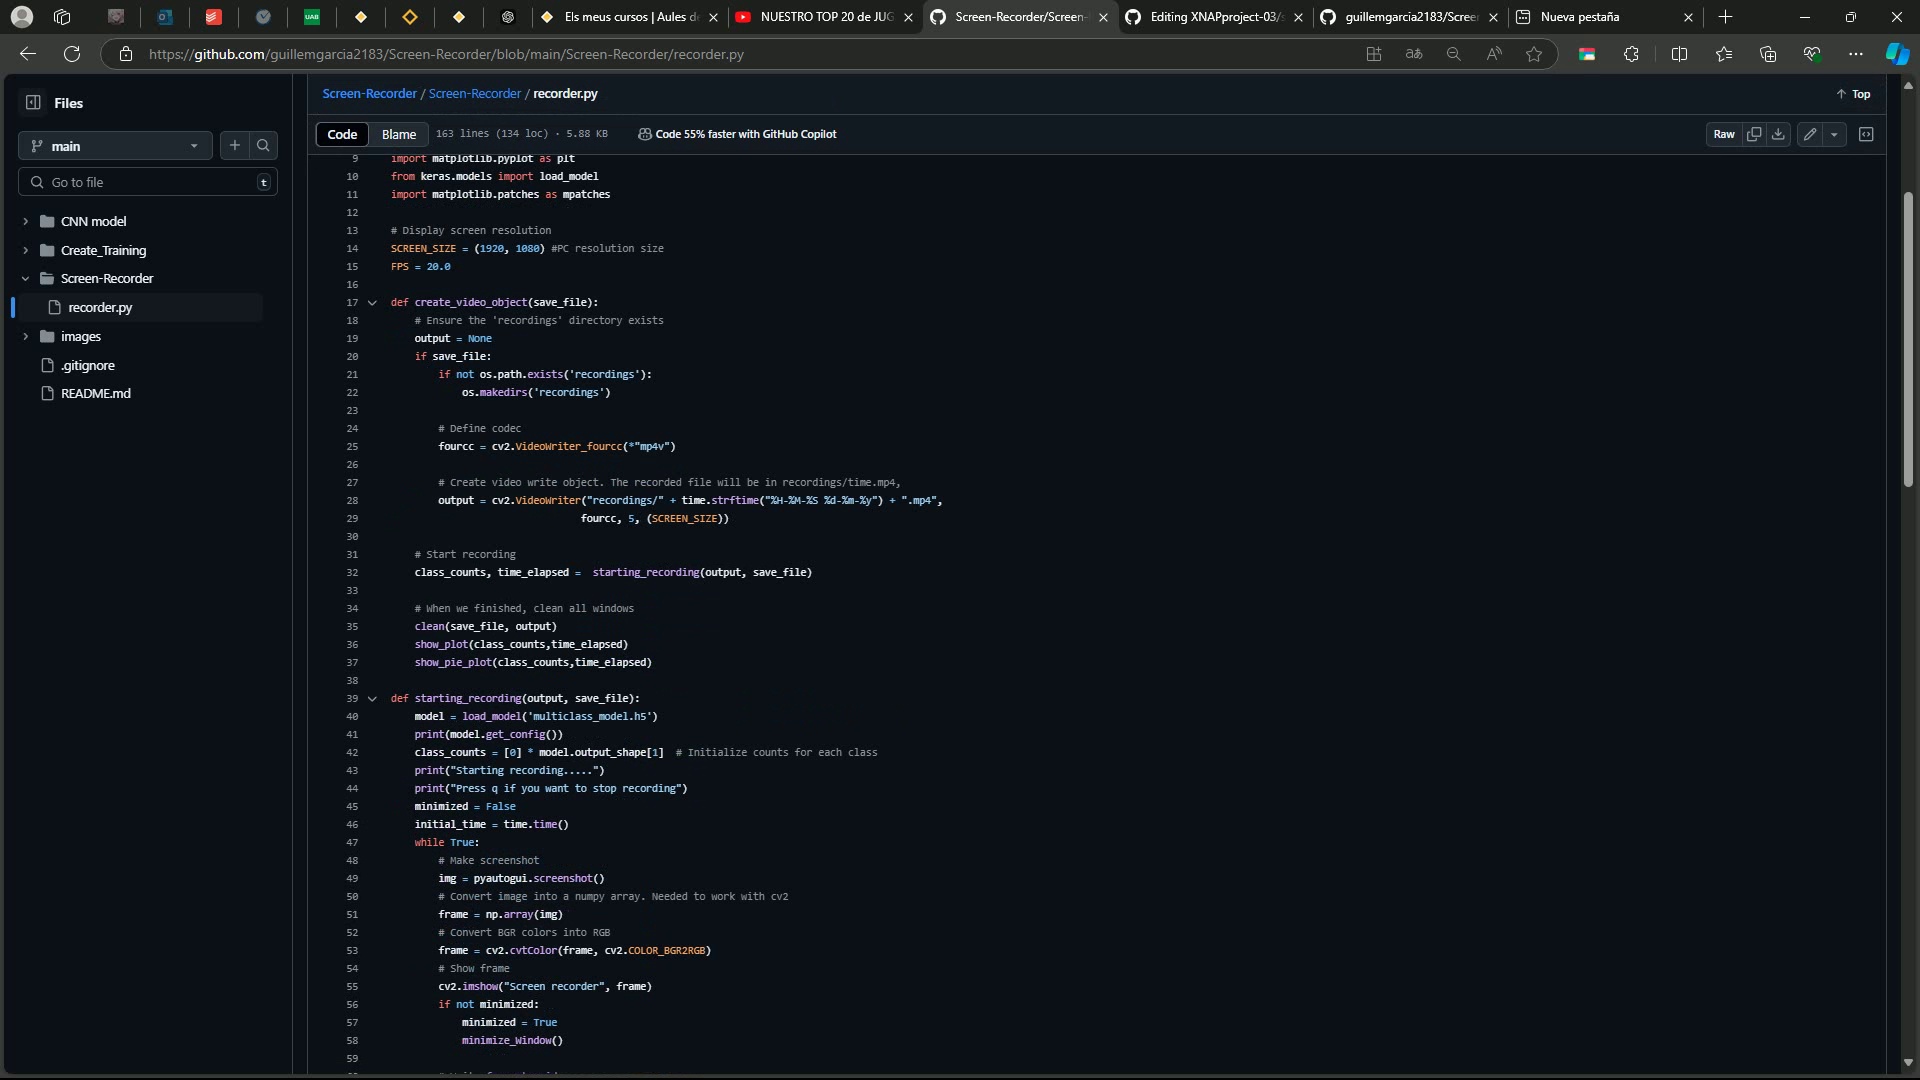 UAB
Els meus cursos | Aules d
NUESTRO TOP 20 de JUG
Screen-Recorder/Screen-
Editing XNAPproject-03/s
guillemgarcia2183/Scree
Nueva pestaña
https://github.com/guillemgarcia2183/Screen-Recorder/blob/main/Screen-Recorder/recorder.py
Files
main
Go to file
t
CNN model
Create_Training
Screen-Recorder
recorder.py
images
.gitignore
README.md
Screen-Recorder / Screen-Recorder / recorder.py
Top
Code
Blame
163 lines (134 loc) · 5.88 KB
Code 55% faster with GitHub Copilot
Raw
9 import matplotlib.pyplot as plt
10 from keras.models import load_model
11 import matplotlib.patches as mpatches
12
13 # Display screen resolution
14 SCREEN_SIZE = (1920, 1080) #PC resolution size
15 FPS = 20.0
16
17 def create_video_object(save_file):
18 # Ensure the 'recordings' directory exists
19 output = None
20 if save_file:
21 if not os.path.exists('recordings'):
22 os.makedirs('recordings')
23
24 # Define codec
25 fourcc = cv2.VideoWriter_fourcc(*"mp4v")
26
27 # Create video write object. The recorded file will be in recordings/time.mp4,
28 output = cv2.VideoWriter("recordings/" + time.strftime("%H-%M-%S %d-%m-%y") + ".mp4",
29 fourcc, 5, (SCREEN_SIZE))
30
31 # Start recording
32 class_counts, time_elapsed = starting_recording(output, save_file)
33
34 # When we finished, clean all windows
35 clean(save_file, output)
36 show_plot(class_counts,time_elapsed)
37 show_pie_plot(class_counts,time_elapsed)
38
39 def starting_recording(output, save_file):
40 model = load_model('multiclass_model.h5')
41 print(model.get_config())
42 class_counts = [0] * model.output_shape[1] # Initialize counts for each class
43 print("Starting recording.....")
44 print("Press q if you want to stop recording")
45 minimized = False
46 initial_time = time.time()
47 while True:
48 # Make screenshot
49 img = pyautogui.screenshot()
50 # Convert image into a numpy array. Needed to work with cv2
51 frame = np.array(img)
52 # Convert BGR colors into RGB
53 frame = cv2.cvtColor(frame, cv2.COLOR_BGR2RGB)
54 # Show frame
55 cv2.imshow("Screen recorder", frame)
56 if not minimized:
57 minimized = True
58 minimize_Window()
59